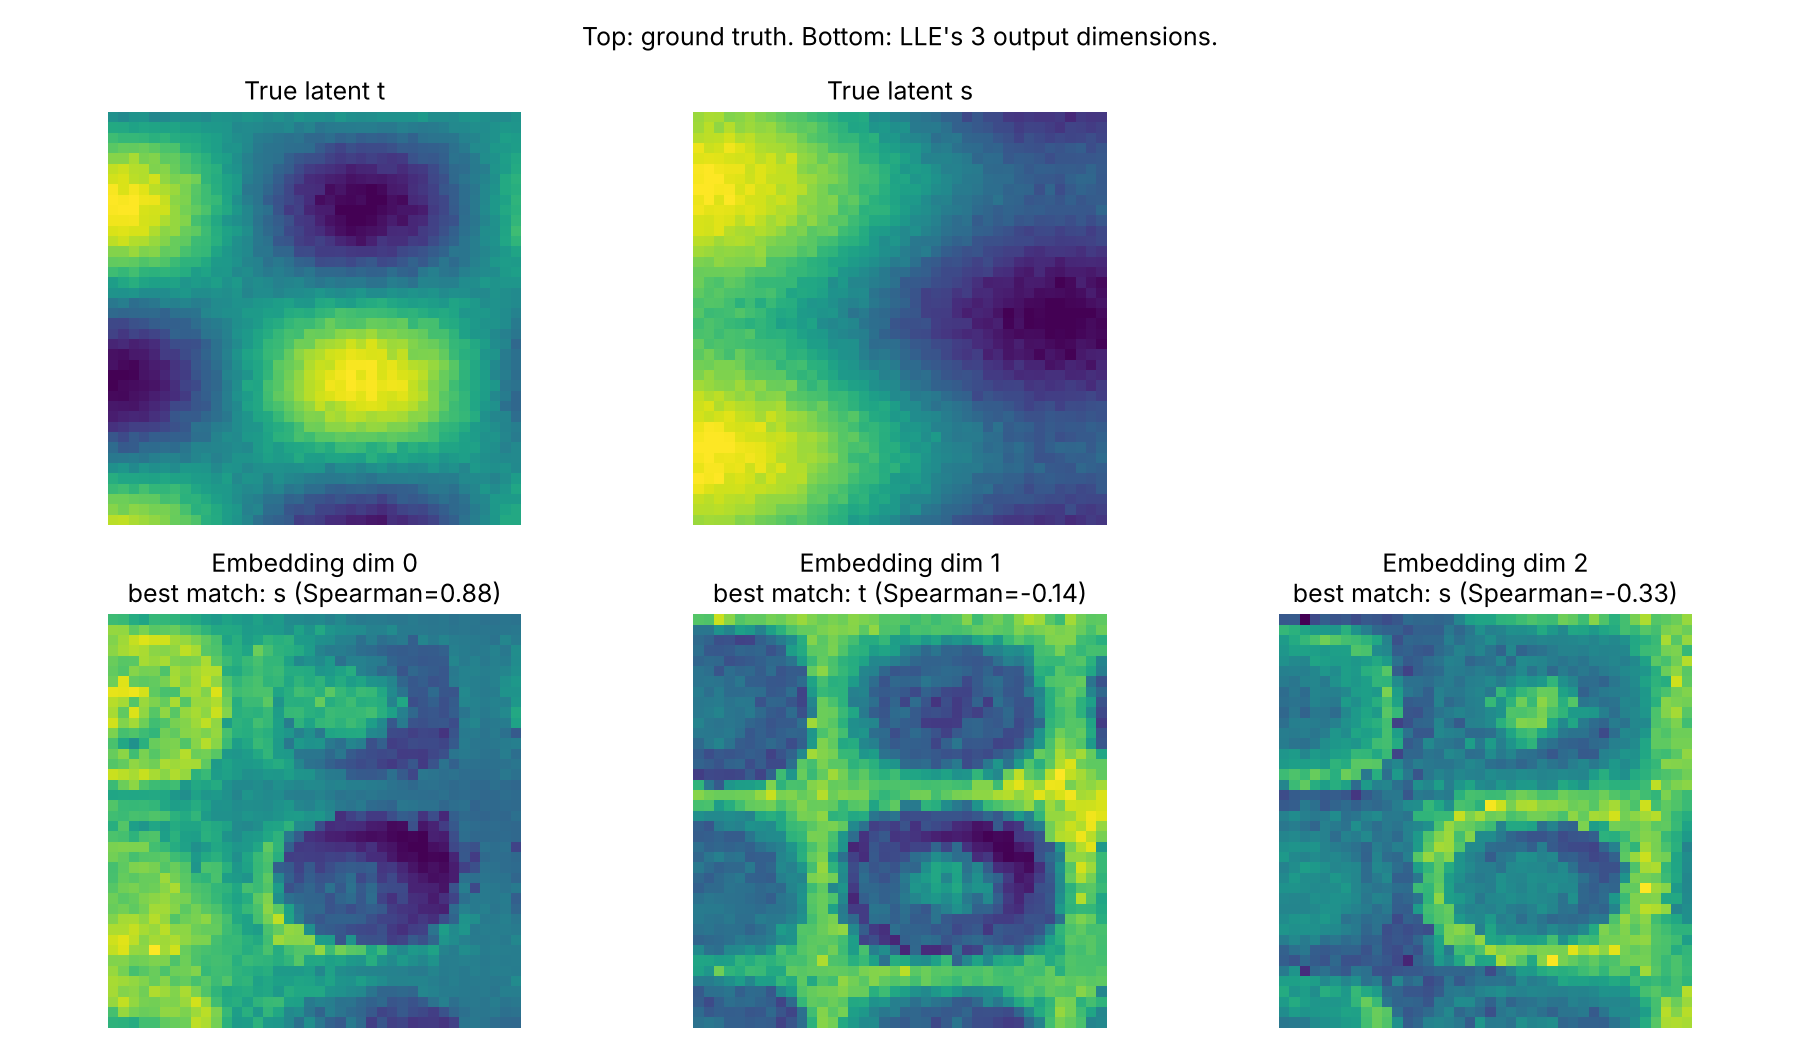 Top: ground truth. Bottom: LLE's 3 output dimensions.
True latent t
True latent s
Embedding dim 0
best match: s (Spearman=0.88)
Embedding dim 1
best match: t (Spearman=-0.14)
Embedding dim 2
best match: s (Spearman=-0.33)